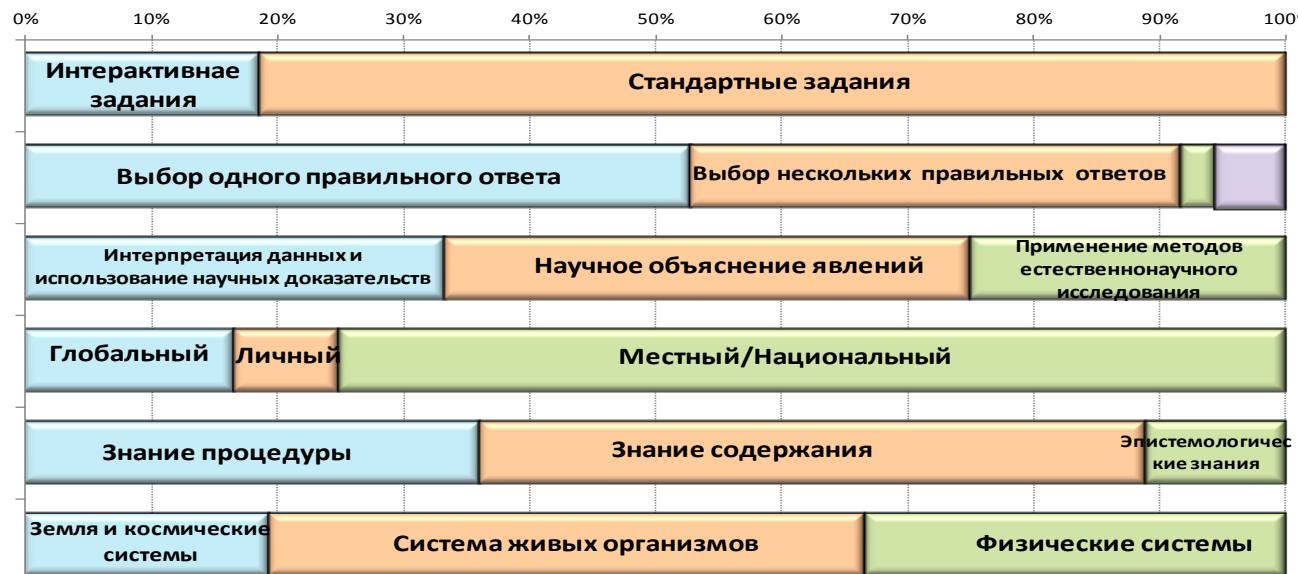 0% 10% 20% 30% 40% 50% 60% 70% 80% 90% 100%
Интерактивнае
задания
Стандартные задания
Выбор одного правильного ответа
Выбор нескольких правильных ответов
Интерпретация данных и
использование научных доказательств
Научное объяснение явлений
Применение методов
естественнонаучного
исследования
Глобальный
Личный
Местный/Национальный
Знание процедуры
Знание содержания
Эпистемологичес
кие знания
Земля и космические
системы
Система живых организмов
Физические системы